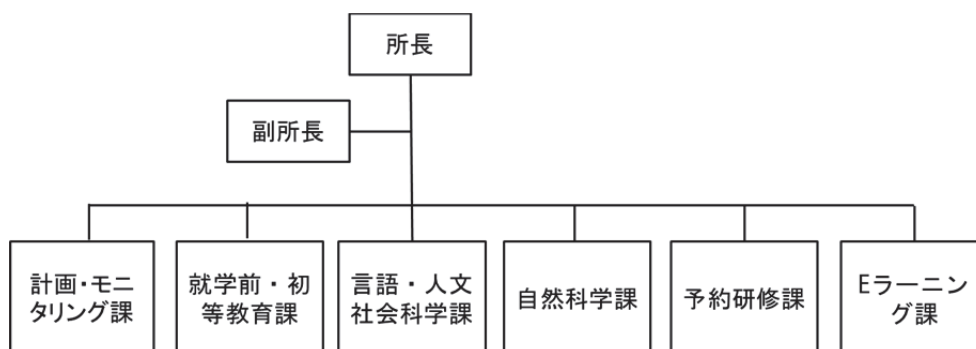 所長
副所長
計画・モニ
タリング課
就学前・初
等教育課
言語・人文
社会科学課
自然科学課
予約研修課
Eラーニン
グ課